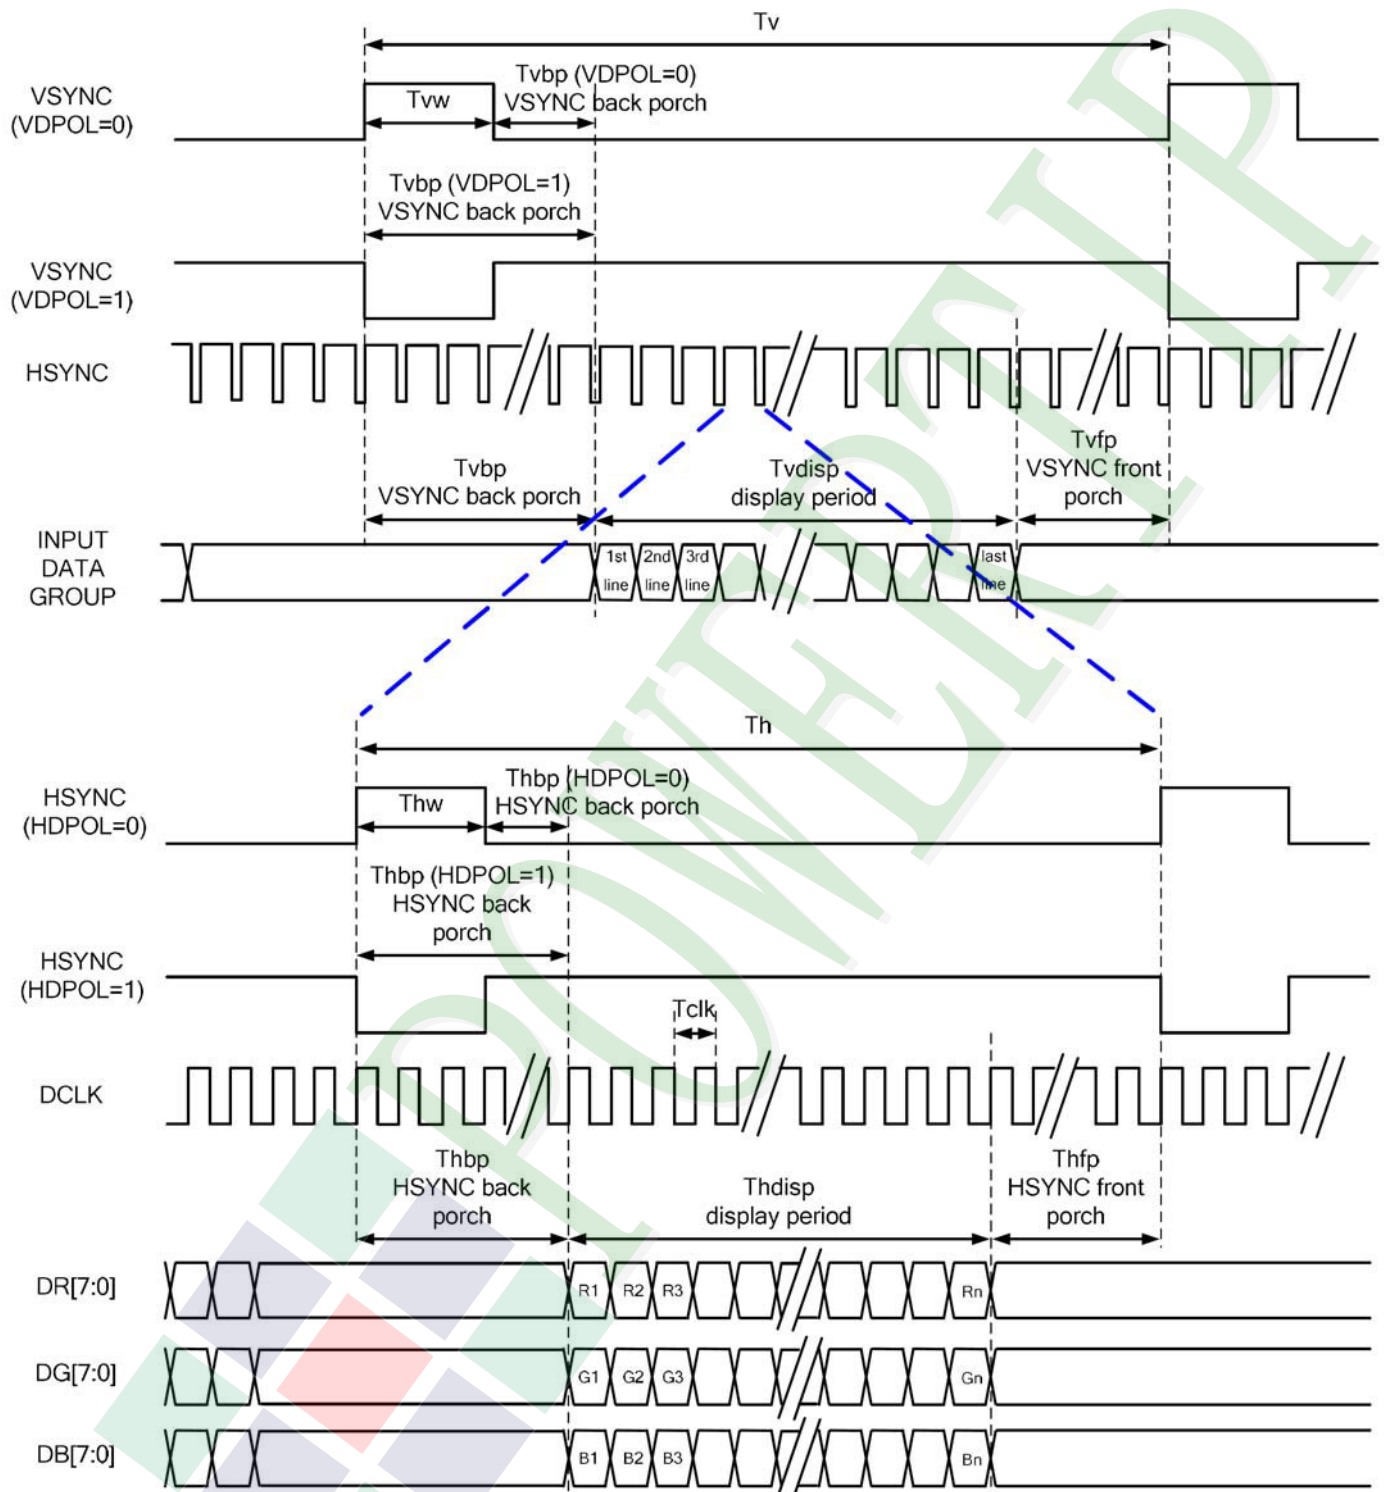 Tv
VSYNC
(VDPOL=0)
Tvw
Tvbp (VDPOL=0)
VSYNC back porch
Tvbp (VDPOL=1)
VSYNC back porch
VSYNC
(VDPOL=1)
HSYNC
Tvbp
VSYNC back porch
Tvdisp
display period
Tvfp
VSYNC front
porch
INPUT
DATA
GROUP
1st
line
2nd
line
3rd
line
last
line
Th
HSYNC
(HDPOL=0)
Thw
Thbp (HDPOL=0)
HSYNC back porch
Thbp (HDPOL=1)
HSYNC back
porch
HSYNC
(HDPOL=1)
Tclk
DCLK
Thbp
HSYNC back
porch
Thdisp
display period
Thfp
HSYNC front
porch
DR[7:0]
R1
R2
R3
Rn
DG[7:0]
G1
G2
G3
Gn
DB[7:0]
B1
B2
B3
Bn
POWERTIP